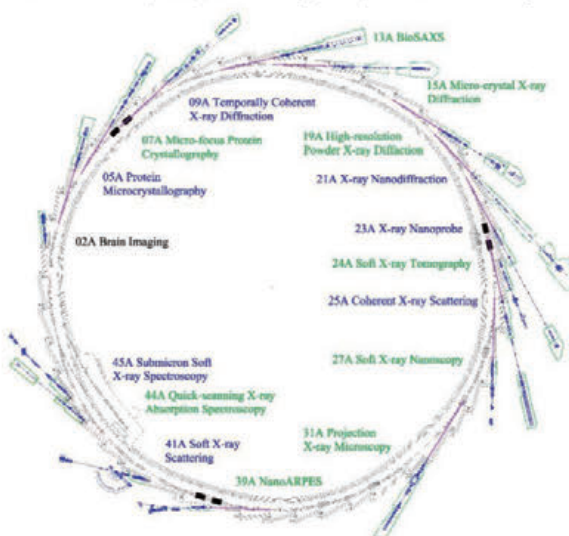 13A BioSAXS
15A Micro-crystal X-ray
Diffraction
09A Temporally Coherent
X-ray Diffraction
07A Micro-focus Protein
Crystallography
19A High-resolution
Powder X-ray Diffaction
05A Protein
Microcrystallography
21A X-ray Nanodiffraction
23A X-ray Nanoprobe
02A Brain Imaging
24A Soft X-ray Tomography
25A Coherent X-ray Scattering
45A Submicron Soft
X-ray Spectroscopy
27A Soft X-ray Nanoscopy
44A Quick-scanning X-ray
Absorption Spectroscopy
41A Soft X-ray
Scattering
31A Projection
X-ray Microscopy
39A NanoARPES